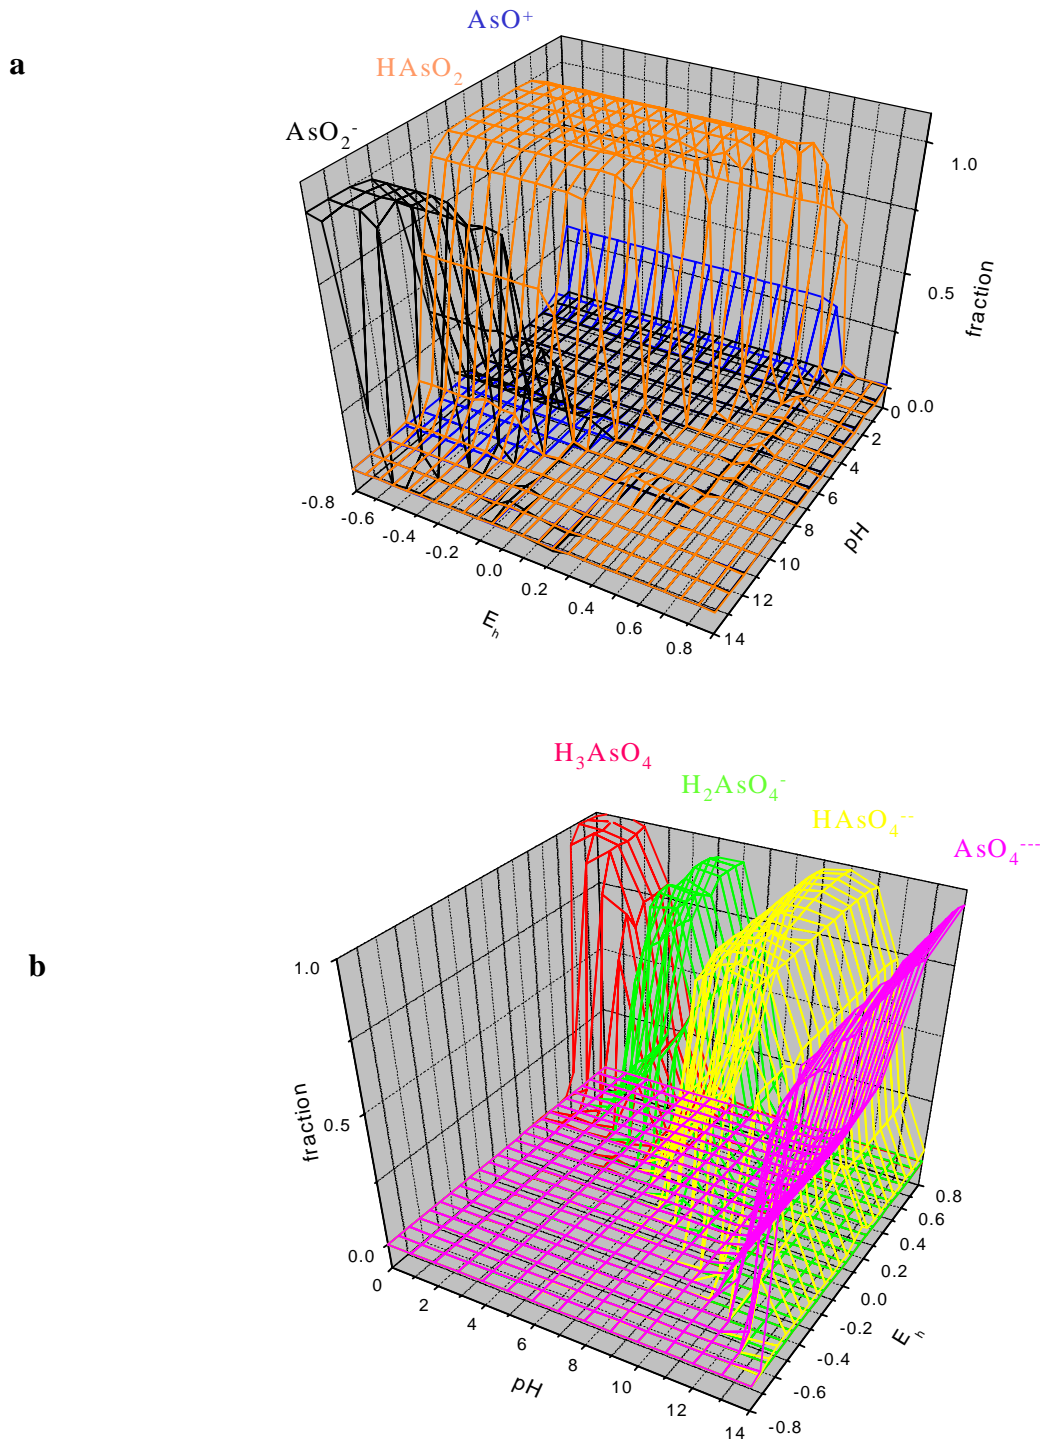 AsO⁺
a
HAsO₂
AsO₂⁻
1.0
0.5
fraction
0.0
0
2
4
6
8
10
12
14
pH
-0.8
-0.6
-0.4
-0.2
0.0
0.2
0.4
0.6
0.8
Eₕ
H₃AsO₄
H₂AsO₄⁻
HAsO₄⁻⁻
AsO₄⁻⁻⁻
b
1.0
0.5
0.0
fraction
0
2
4
6
8
10
12
14
pH
0.8
0.6
0.4
0.2
0.0
-0.2
-0.4
-0.6
-0.8
Eₕ